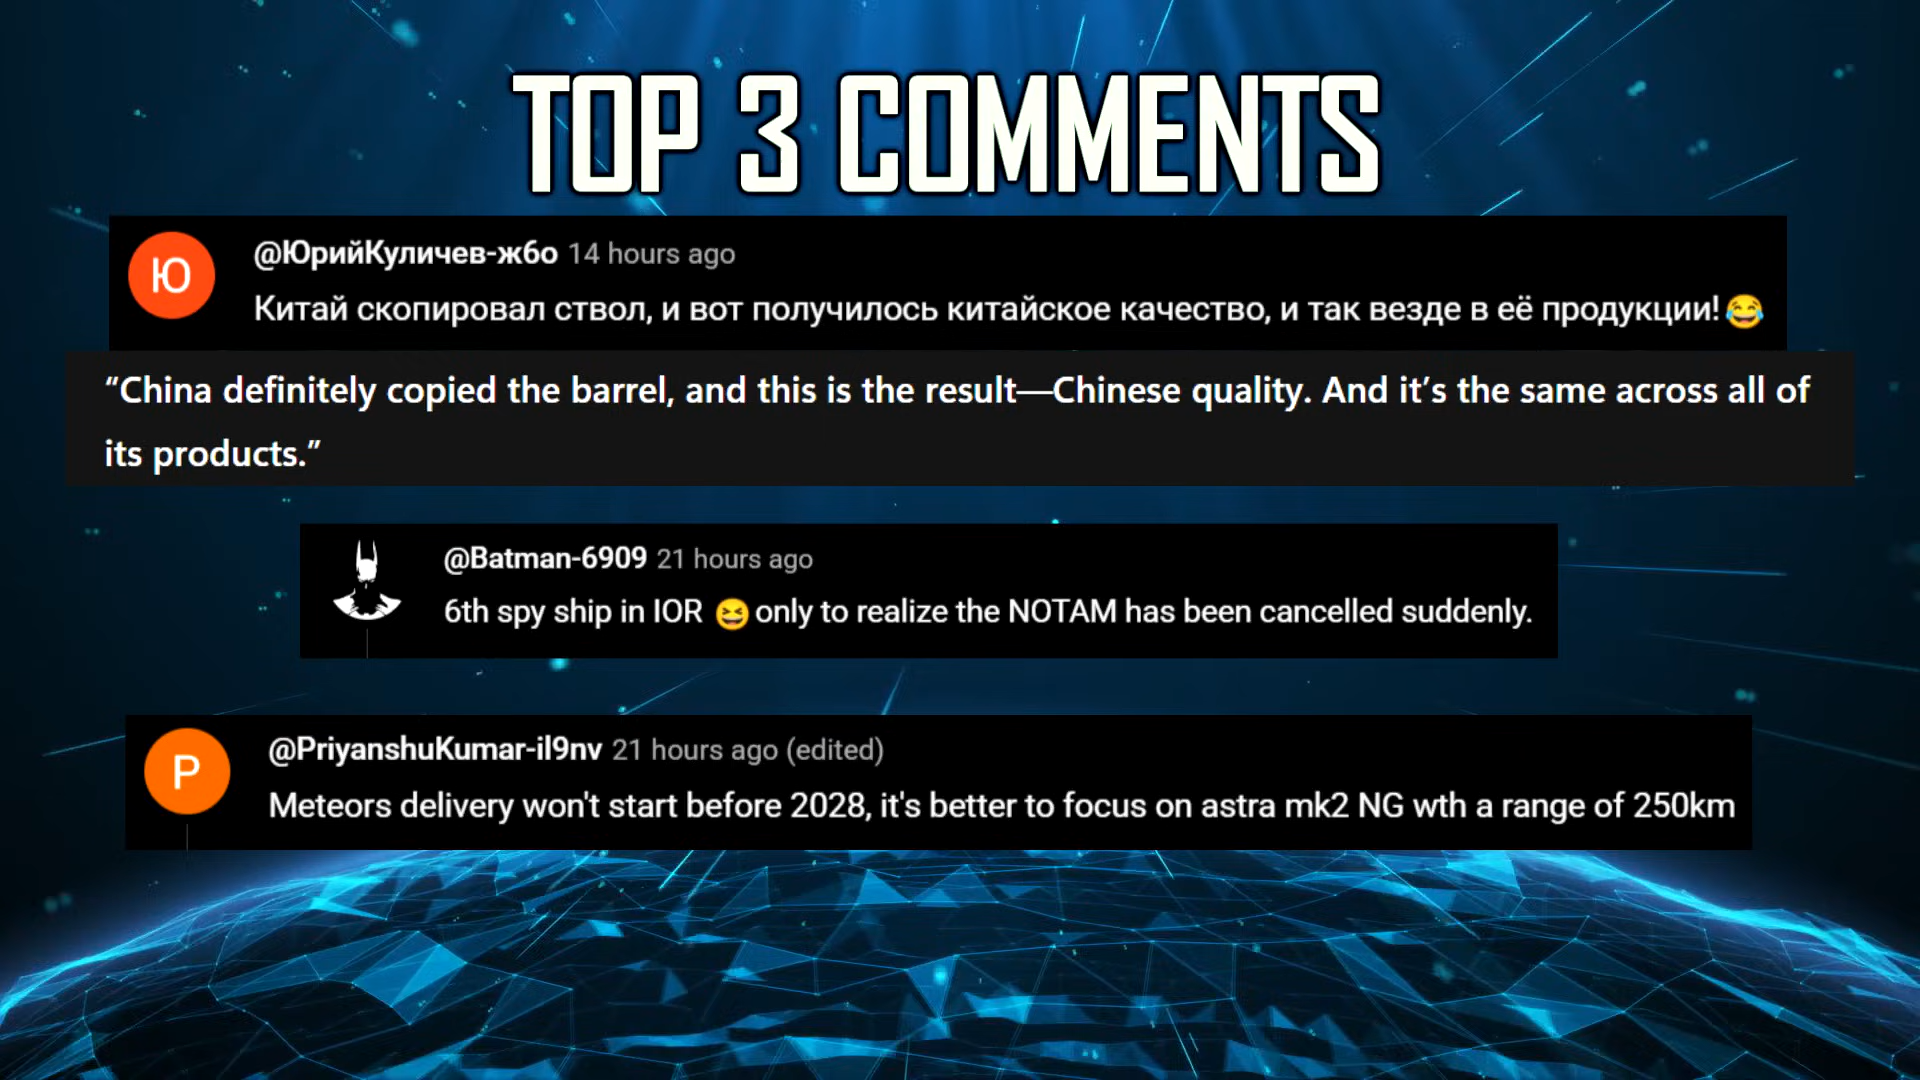 TOP 3 COMMENTS
Ю
@ЮрийКуличев-ж6о 14 hours ago
Китай скопировал ствол, и вот получилось китайское качество, и так везде в её продукции!😂
“China definitely copied the barrel, and this is the result—Chinese quality. And it’s the same across all of
its products.”
@Batman-6909 21 hours ago
6th spy ship in IOR 😆 only to realize the NOTAM has been cancelled suddenly.
P
@PriyanshuKumar-il9nv 21 hours ago (edited)
Meteors delivery won't start before 2028, it's better to focus on astra mk2 NG wth a range of 250km